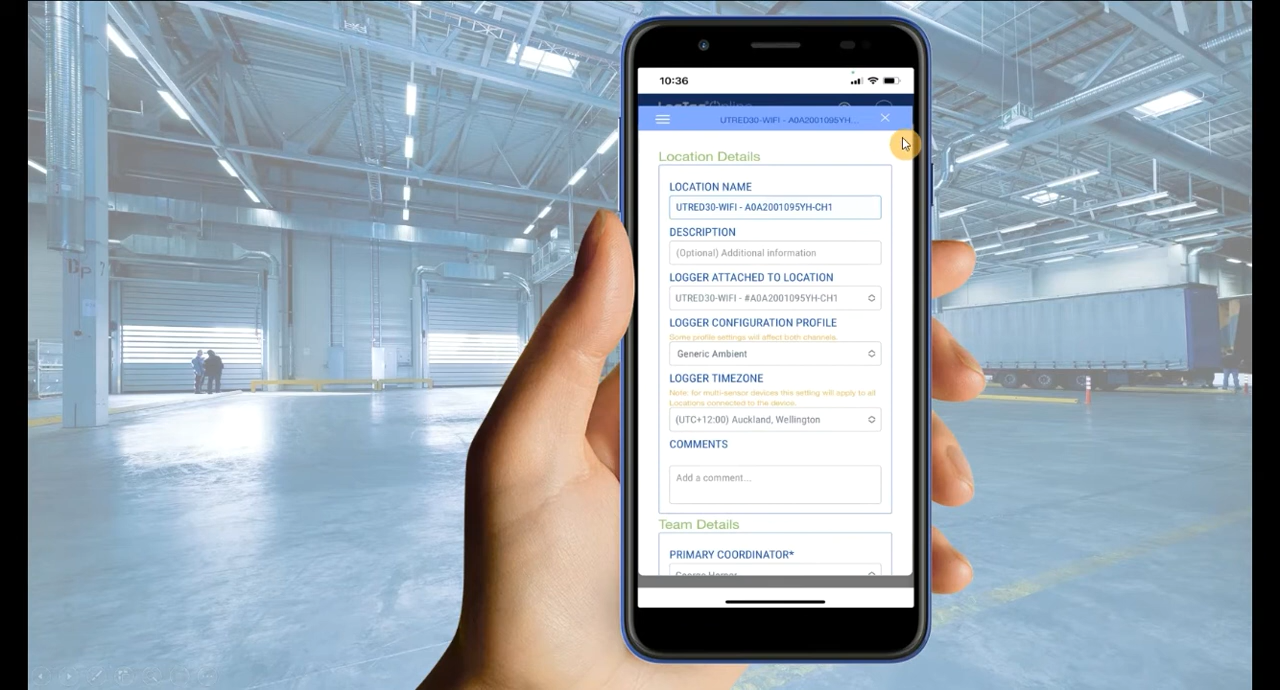 10:36
LogTag Online
UTRED30-WIFI - A0A2001095YH...
Location Details
LOCATION NAME
UTRED30-WIFI - A0A2001095YH-CH1
DESCRIPTION
(Optional) Additional information
LOGGER ATTACHED TO LOCATION
UTRED30-WIFI - #A0A2001095YH-CH1
LOGGER CONFIGURATION PROFILE
Some profile settings will affect both channels.
Generic Ambient
LOGGER TIMEZONE
Note: for multi-sensor devices this setting will apply to all
Locations connected to the device.
(UTC+12:00) Auckland, Wellington
COMMENTS
Add a comment...
Team Details
PRIMARY COORDINATOR*